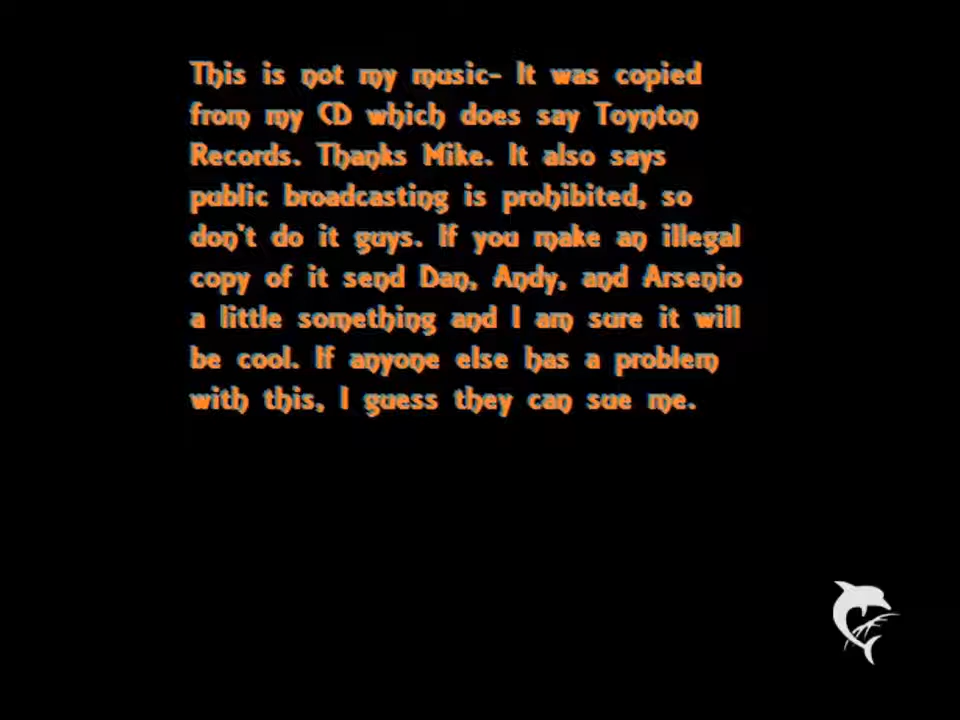 This is not my music- It was copied
from my CD which does say Toynton
Records. Thanks Mike. It also says
public broadcasting is prohibited, so
don't do it guys. If you make an illegal
copy of it send Dan, Andy, and Arsenio
a little something and I am sure it will
be cool. If anyone else has a problem
with this, I guess they can sue me.